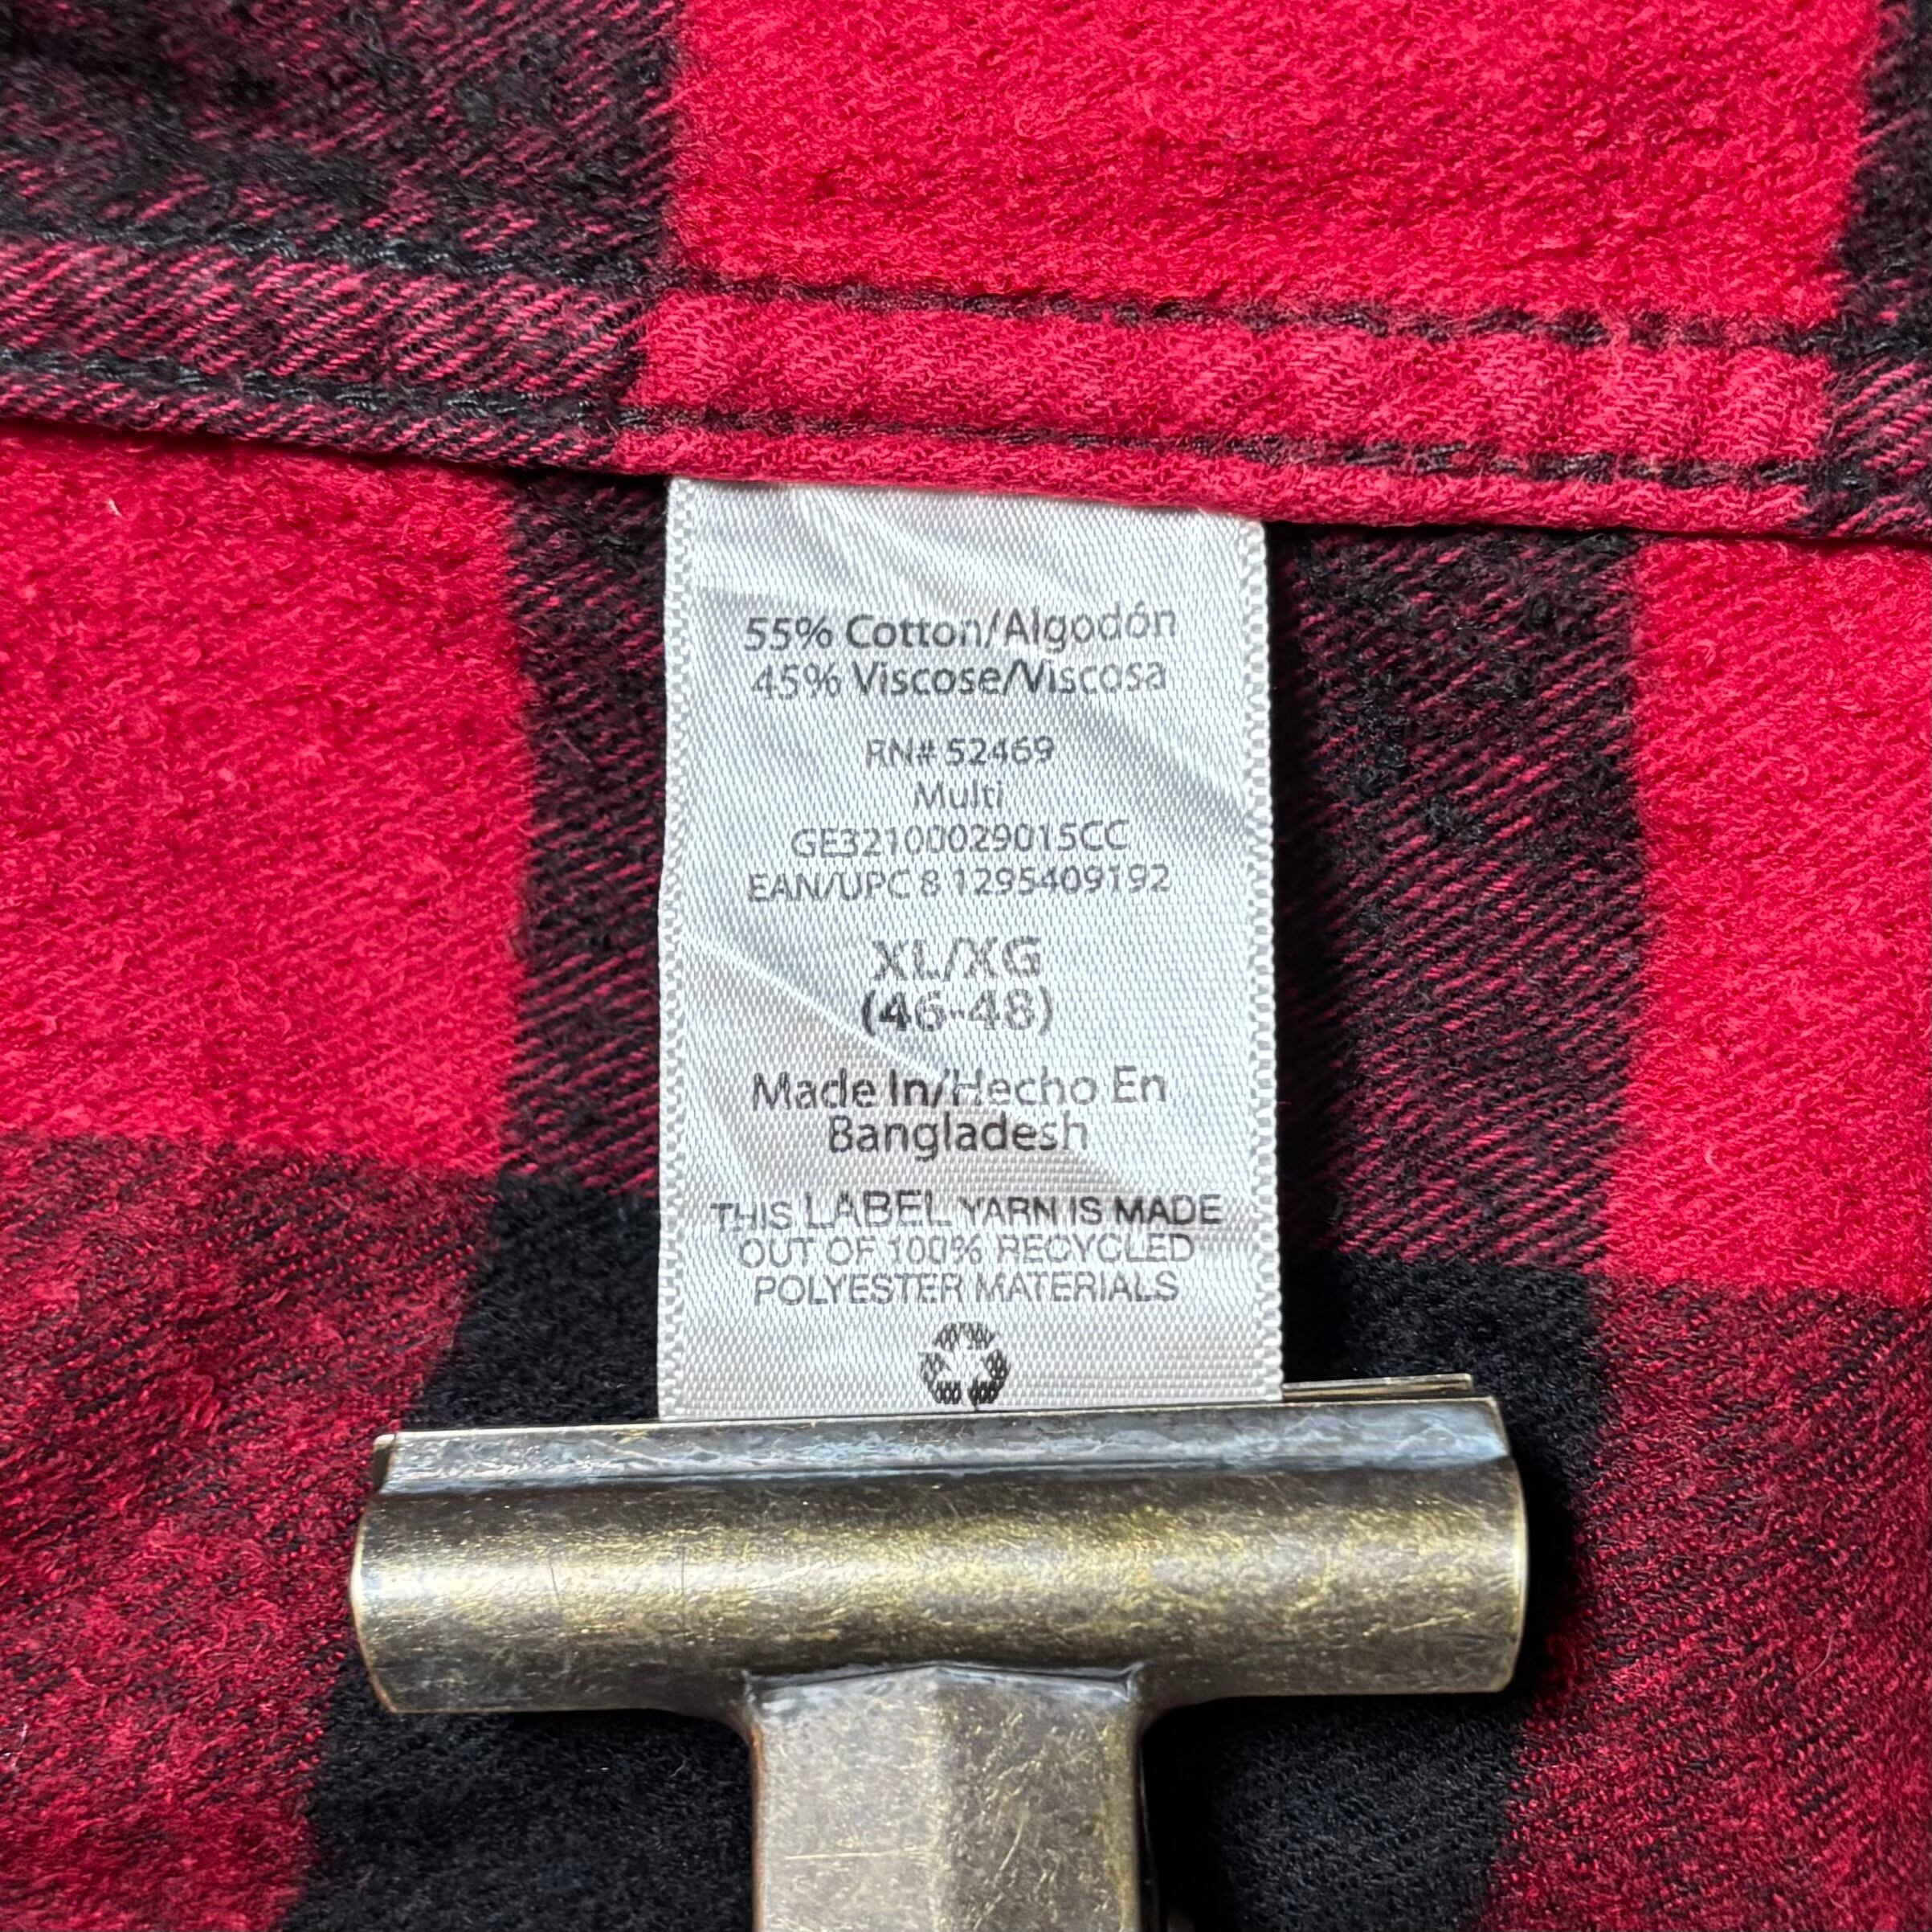 55% Cotton/Algodón
45% Viscose/Viscosa
RN# 52469
Multi
GE32100029015CC
EAN/UPC 8 1295409192
XL/XG
(46-48)
Made In/Hecho En
Bangladesh
THIS LABEL YARN IS MADE
OUT OF 100% RECYCLED
POLYESTER MATERIALS